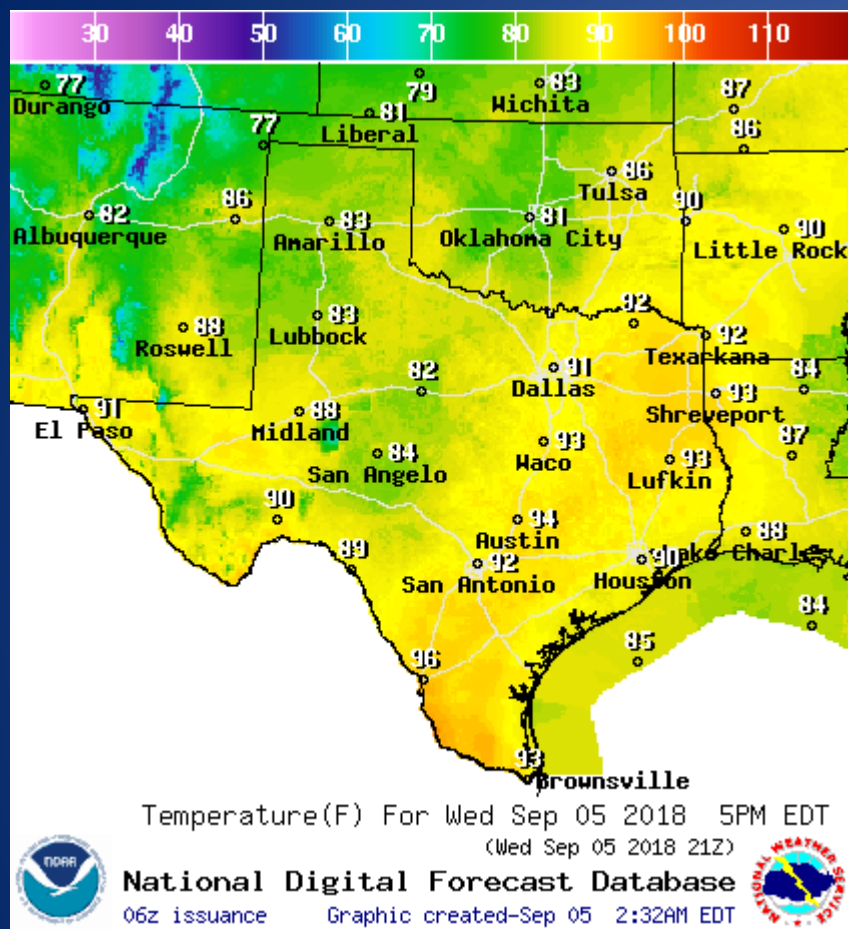 30 40 50 60 70 80 90 100 110
77 79 83 87
Durango Wichita
81
Liberal
77 86
86
Tulsa
82 86 83 81 90 90
Albuquerque Amarillo Oklahoma City Little Rock
88 83 92 92
Roswell Lubbock Texarkana
82 91 84
Dallas
91 88 93
El Paso Midland Shreveport
84 93 93 87
San Angelo Waco Lufkin
90 94 88
Austin Lake Charles
89 92 90
San Antonio Houston
84
96 85
93
Brownsville
Temperature(F) For Wed Sep 05 2018 5PM EDT
(Wed Sep 05 2018 21Z)
NOAA
National Digital Forecast Database
NATIONAL WEATHER SERVICE
06z issuance Graphic created-Sep 05 2:32AM EDT